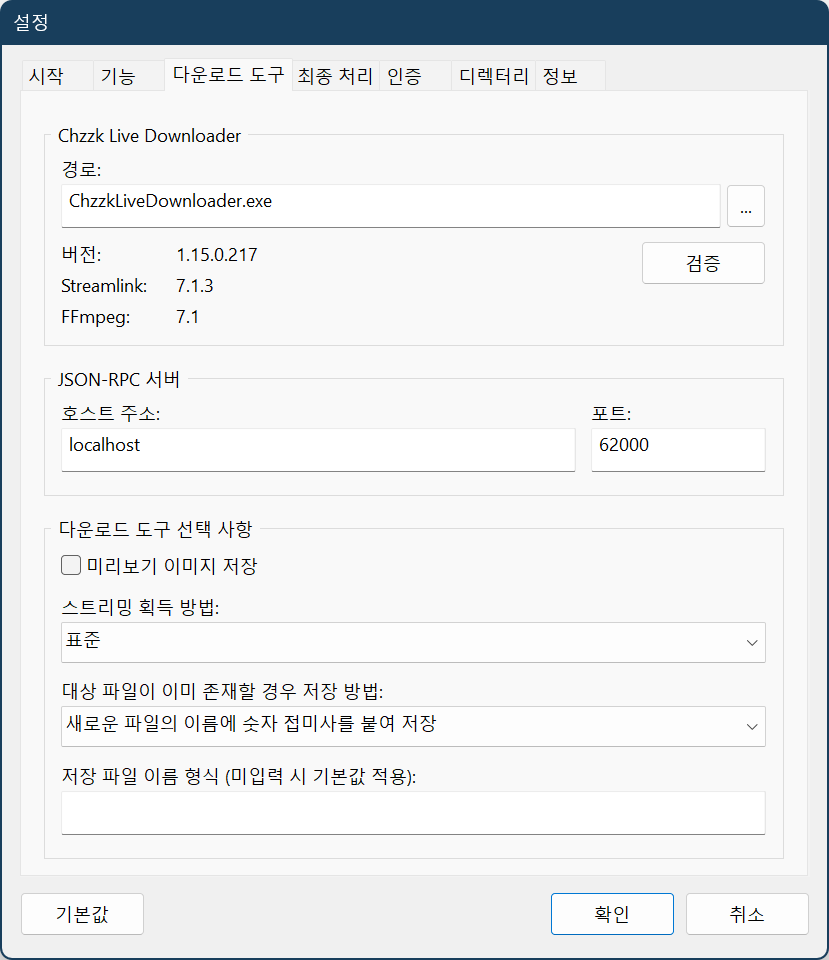 설정
시작 기능 다운로드 도구 최종 처리 인증 디렉터리 정보
Chzzk Live Downloader
경로:
ChzzkLiveDownloader.exe ...
버전: 1.15.0.217 검증
Streamlink: 7.1.3
FFmpeg: 7.1
JSON-RPC 서버
호스트 주소: 포트:
localhost 62000
다운로드 도구 선택 사항
미리보기 이미지 저장
스트리밍 획득 방법:
표준
대상 파일이 이미 존재할 경우 저장 방법:
새로운 파일의 이름에 숫자 접미사를 붙여 저장
저장 파일 이름 형식 (미입력 시 기본값 적용):
기본값 확인 취소